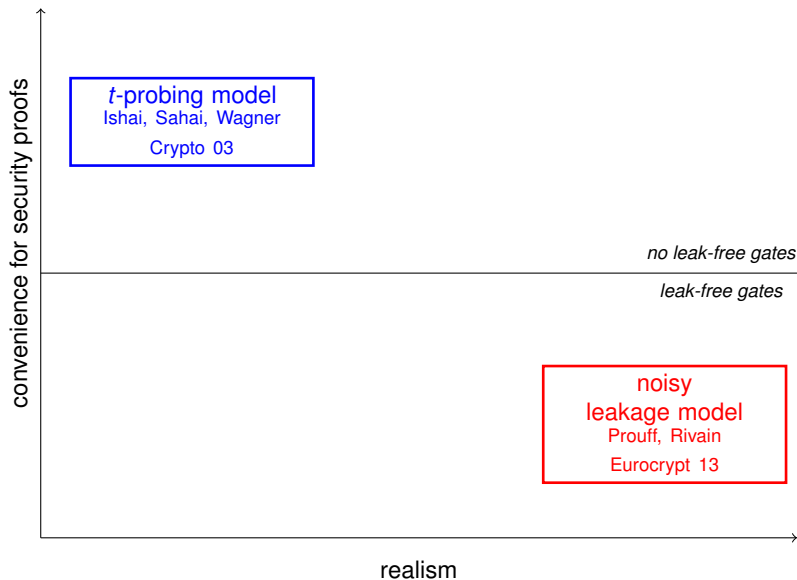 convenience for security proofs
t-probing model
Ishai, Sahai, Wagner
Crypto 03
no leak-free gates
leak-free gates
noisy
leakage model
Prouff, Rivain
Eurocrypt 13
realism